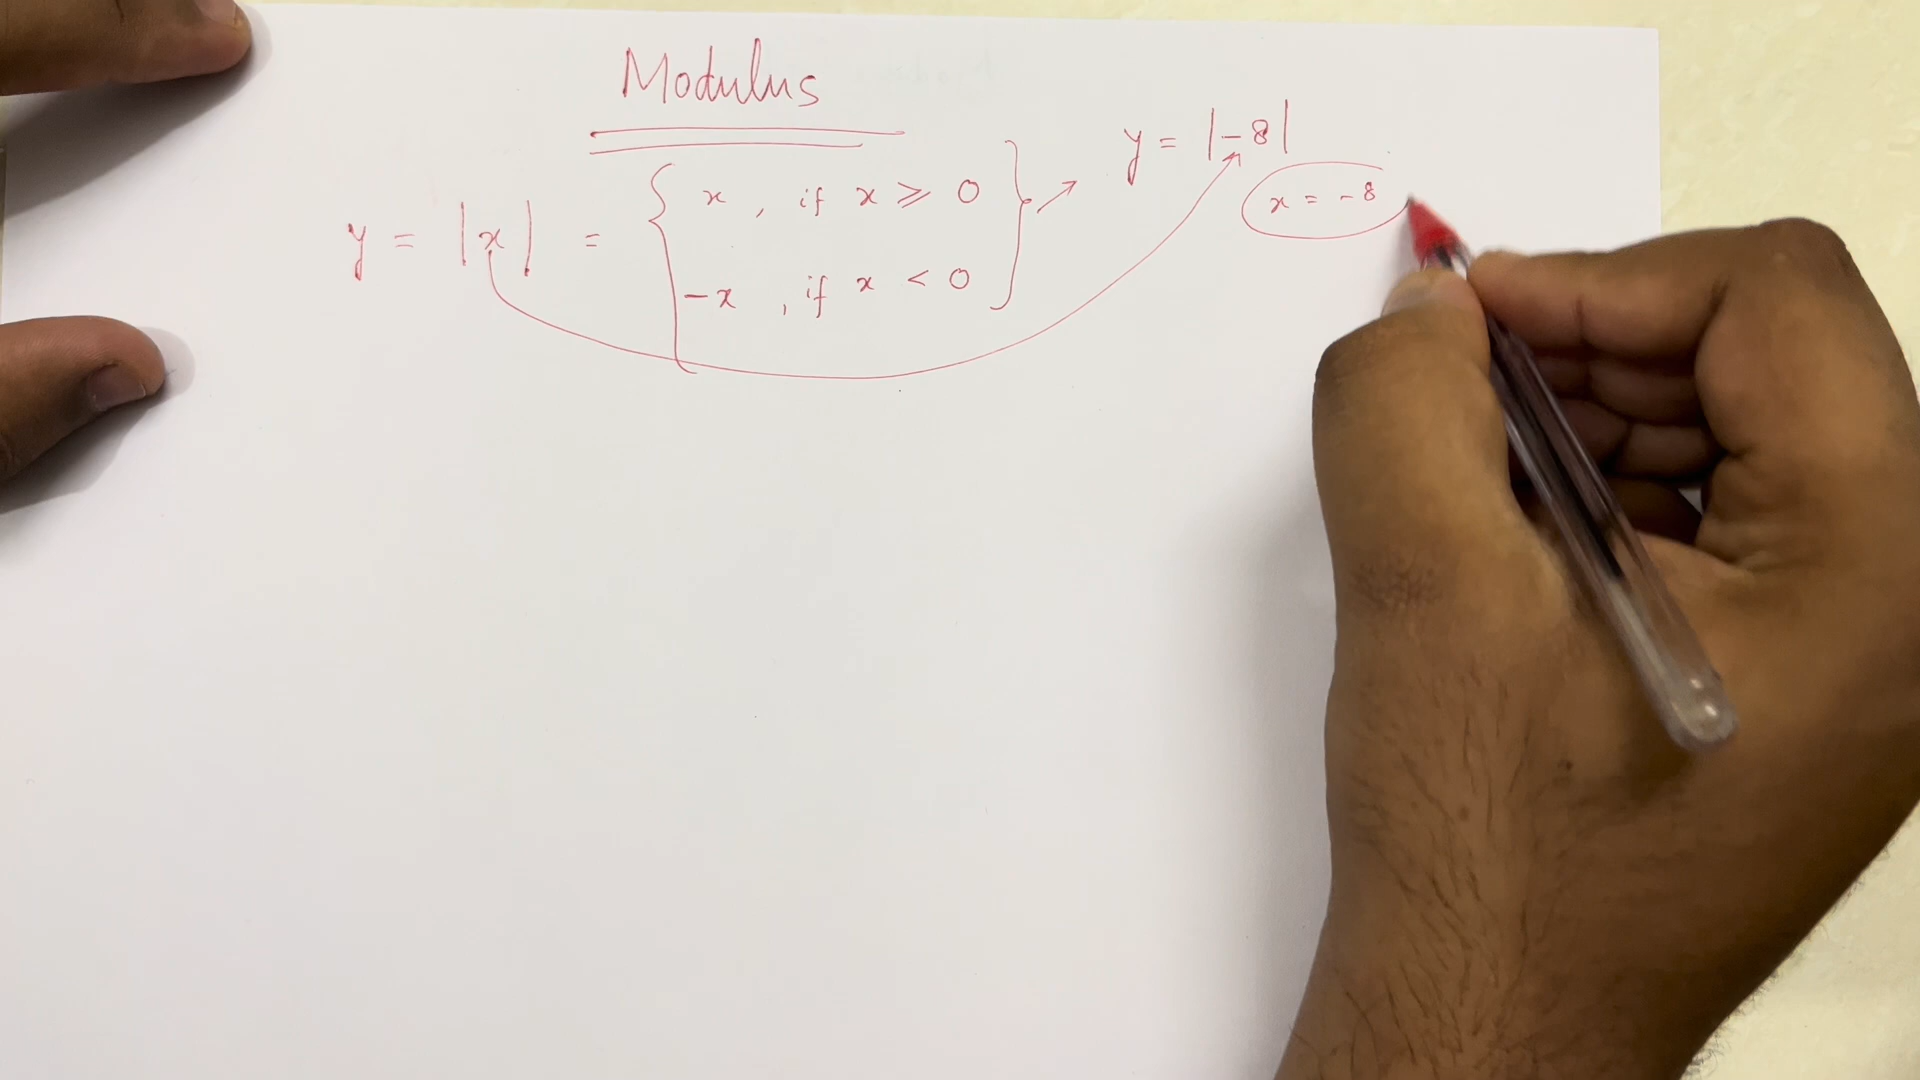 Modulus
y = |x| = { x , if x ⩾ 0
-x , if x < 0 }
y = |-8|
x = -8